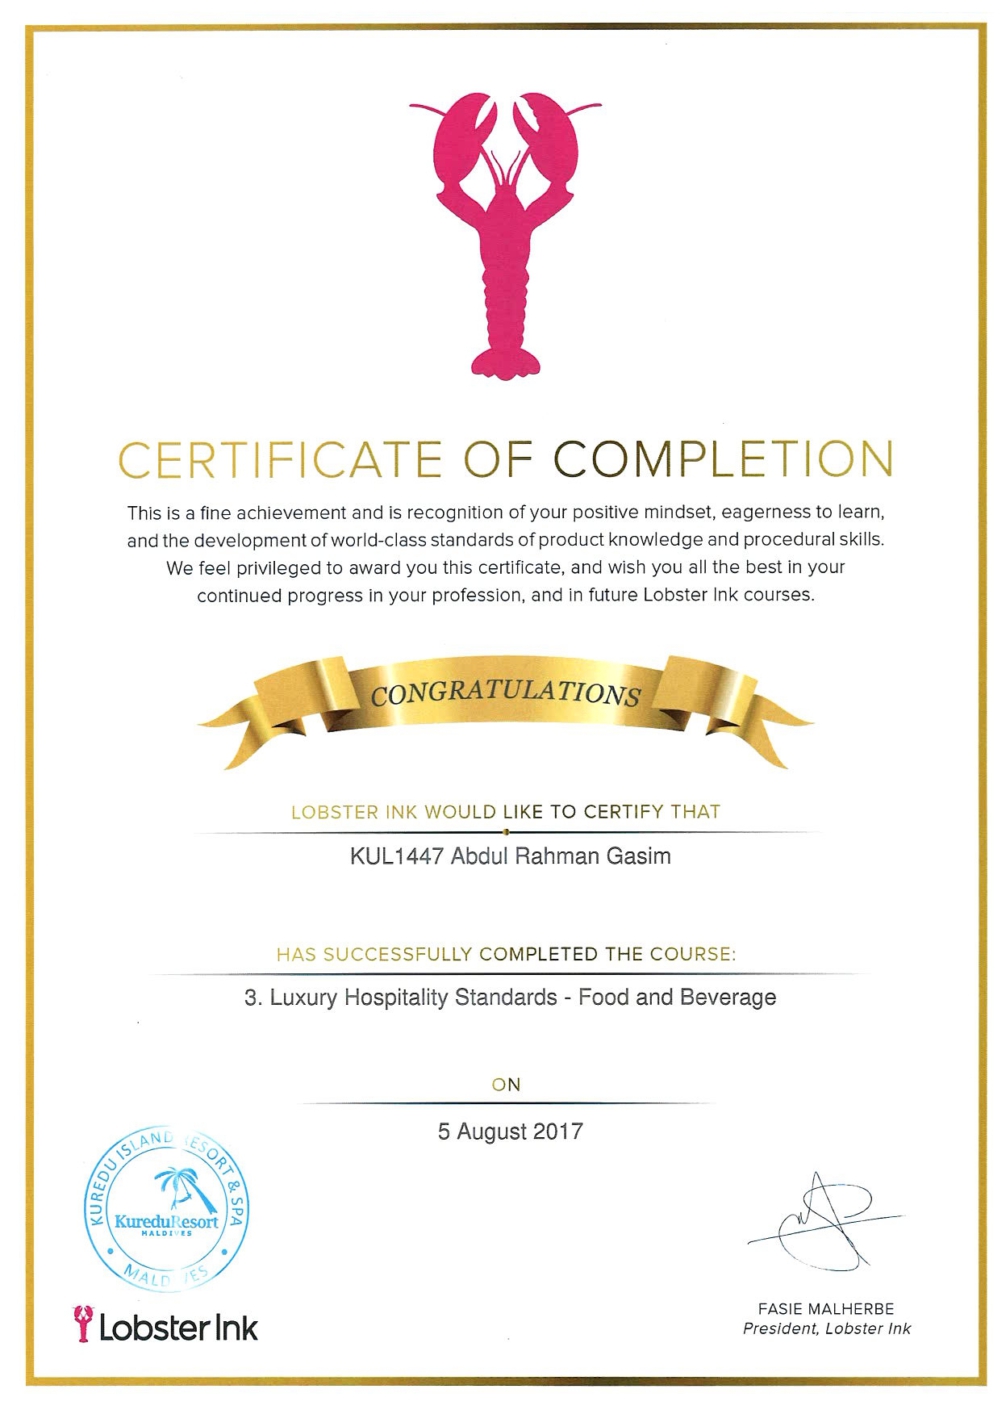 CERTIFICATE OF COMPLETION
This is a fine achievement and is recognition of your positive mindset, eagerness to learn,
and the development of world-class standards of product knowledge and procedural skills.
We feel privileged to award you this certificate, and wish you all the best in your
continued progress in your profession, and in future Lobster Ink courses.
CONGRATULATIONS
LOBSTER INK WOULD LIKE TO CERTIFY THAT
KUL1447 Abdul Rahman Gasim
HAS SUCCESSFULLY COMPLETED THE COURSE:
3. Luxury Hospitality Standards - Food and Beverage
ON
5 August 2017
KUREDU ISLAND RESORT & SPA
KureduResort
MALDIVES
MALDIVES
Lobster Ink
FASIE MALHERBE
President, Lobster Ink